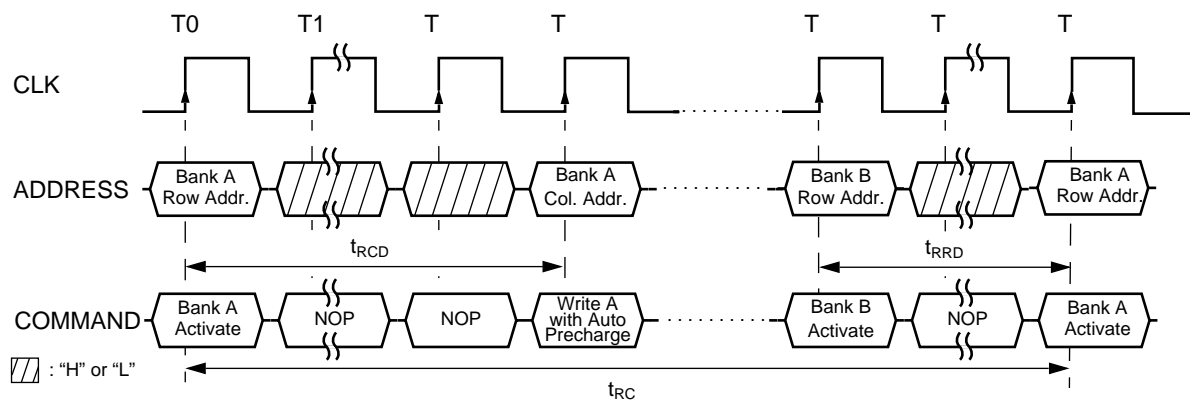 T0 T1 T T T T T
CLK
ADDRESS
Bank A
Row Addr.
Bank A
Col. Addr.
Bank B
Row Addr.
Bank A
Row Addr.
tRCD
tRRD
COMMAND
Bank A
Activate
NOP
NOP
Write A
with Auto
Precharge
Bank B
Activate
NOP
Bank A
Activate
: “H” or “L”
tRC